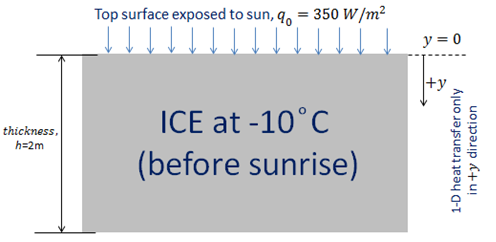 Top surface exposed to sun, q₀ = 350 W/m²
y = 0
+y
thickness,
h=2m
ICE at -10°C
(before sunrise)
1-D heat transfer only
in +y direction